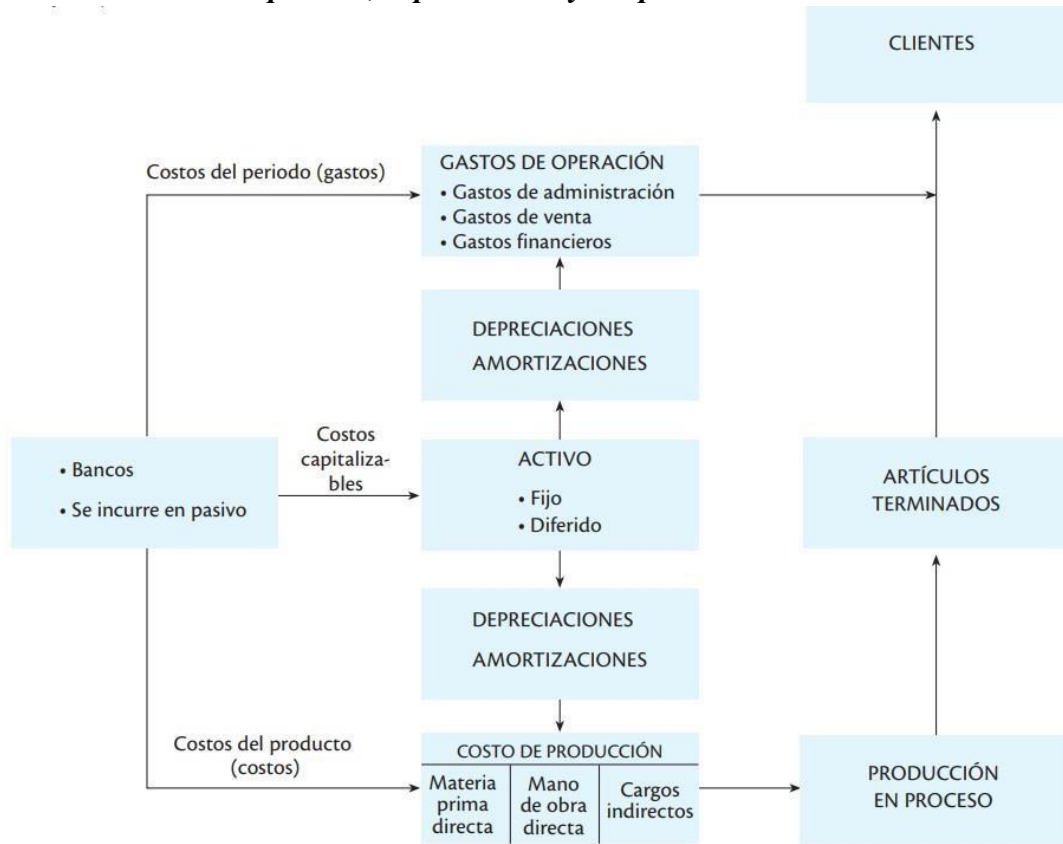 CLIENTES
Costos del periodo (gastos)
GASTOS DE OPERACIÓN
• Gastos de administración
• Gastos de venta
• Gastos financieros
DEPRECIACIONES
AMORTIZACIONES
• Bancos
• Se incurre en pasivo
Costos
capitaliza-
bles
ACTIVO
• Fijo
• Diferido
ARTÍCULOS
TERMINADOS
DEPRECIACIONES
AMORTIZACIONES
Costos del producto
(costos)
COSTO DE PRODUCCIÓN
Materia
prima
directa
Mano
de obra
directa
Cargos
indirectos
PRODUCCIÓN
EN PROCESO